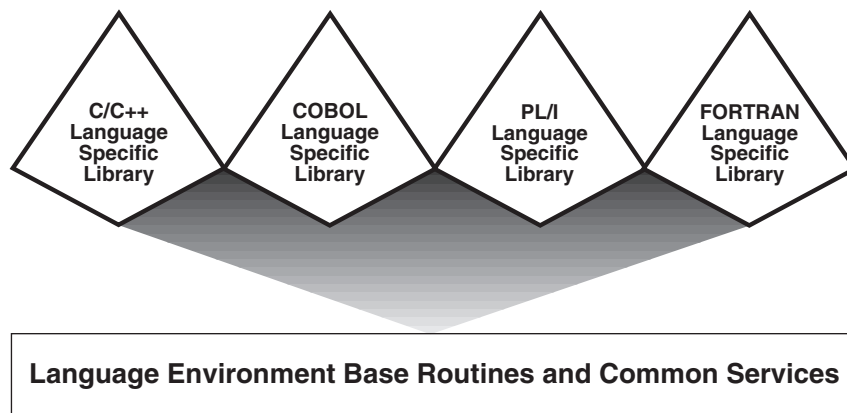 C/C++
Language
Specific
Library
COBOL
Language
Specific
Library
PL/I
Language
Specific
Library
FORTRAN
Language
Specific
Library
Language Environment Base Routines and Common Services